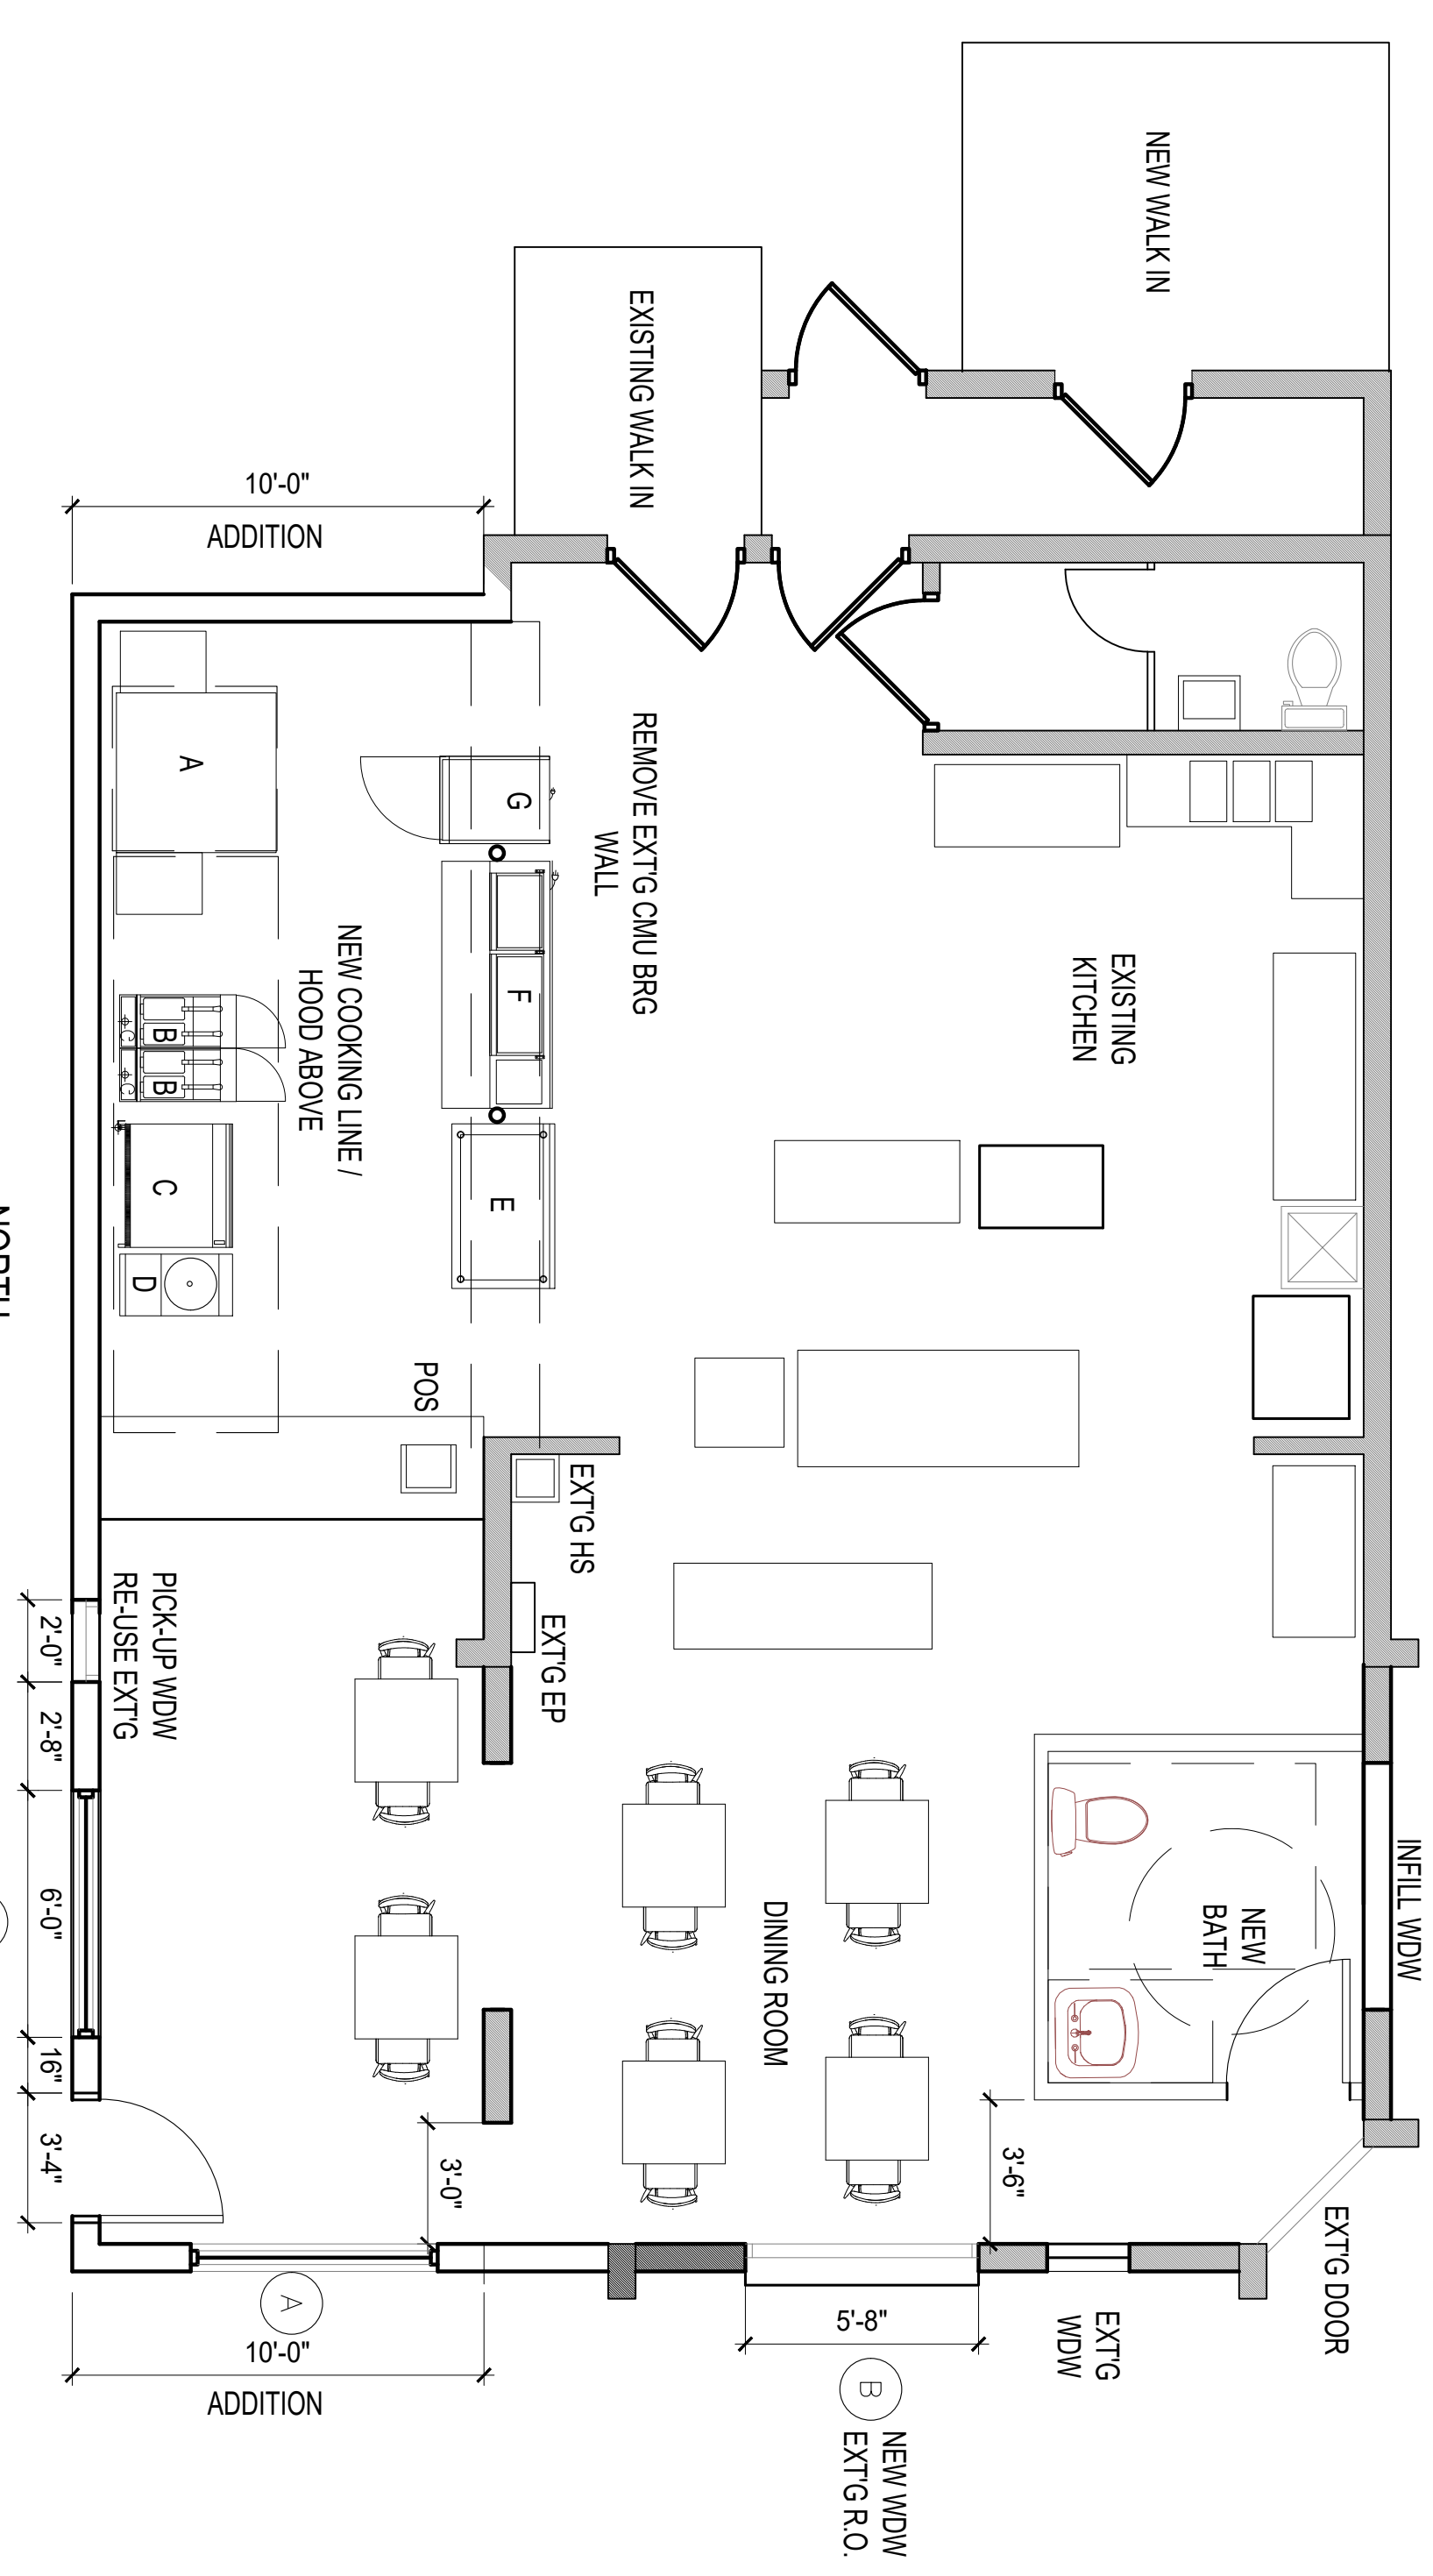 NEW WALK IN
EXISTING WALK IN
10'-0"
ADDITION
REMOVE EXT'G CMU BRG
WALL
EXISTING
KITCHEN
A
G
F
B
B
E
C
D
NEW COOKING LINE /
HOOD ABOVE
POS
EXT'G HS
EXT'G EP
PICK-UP WDW
RE-USE EXT'G
2'-0"
2'-8"
6'-0"
16"
3'-4"
DINING ROOM
NEW
BATH
INFILL WDW
3'-0"
3'-6"
EXT'G DOOR
EXT'G
WDW
5'-8"
B
NEW WDW
EXT'G R.O.
A
10'-0"
ADDITION
NORTH